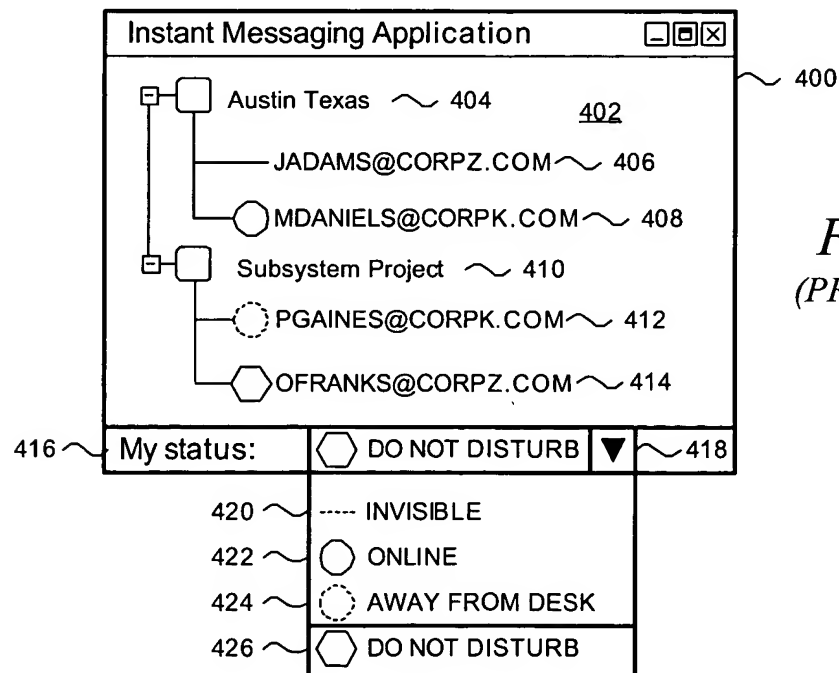 Instant Messaging Application
400
Austin Texas 404
402
JADAMS@CORPZ.COM 406
MDANIELS@CORPK.COM 408
Subsystem Project 410
PGAINES@CORPK.COM 412
OFRANKS@CORPZ.COM 414
416 My status: DO NOT DISTURB 418
420 ---- INVISIBLE
422 ONLINE
424 AWAY FROM DESK
426 DO NOT DISTURB